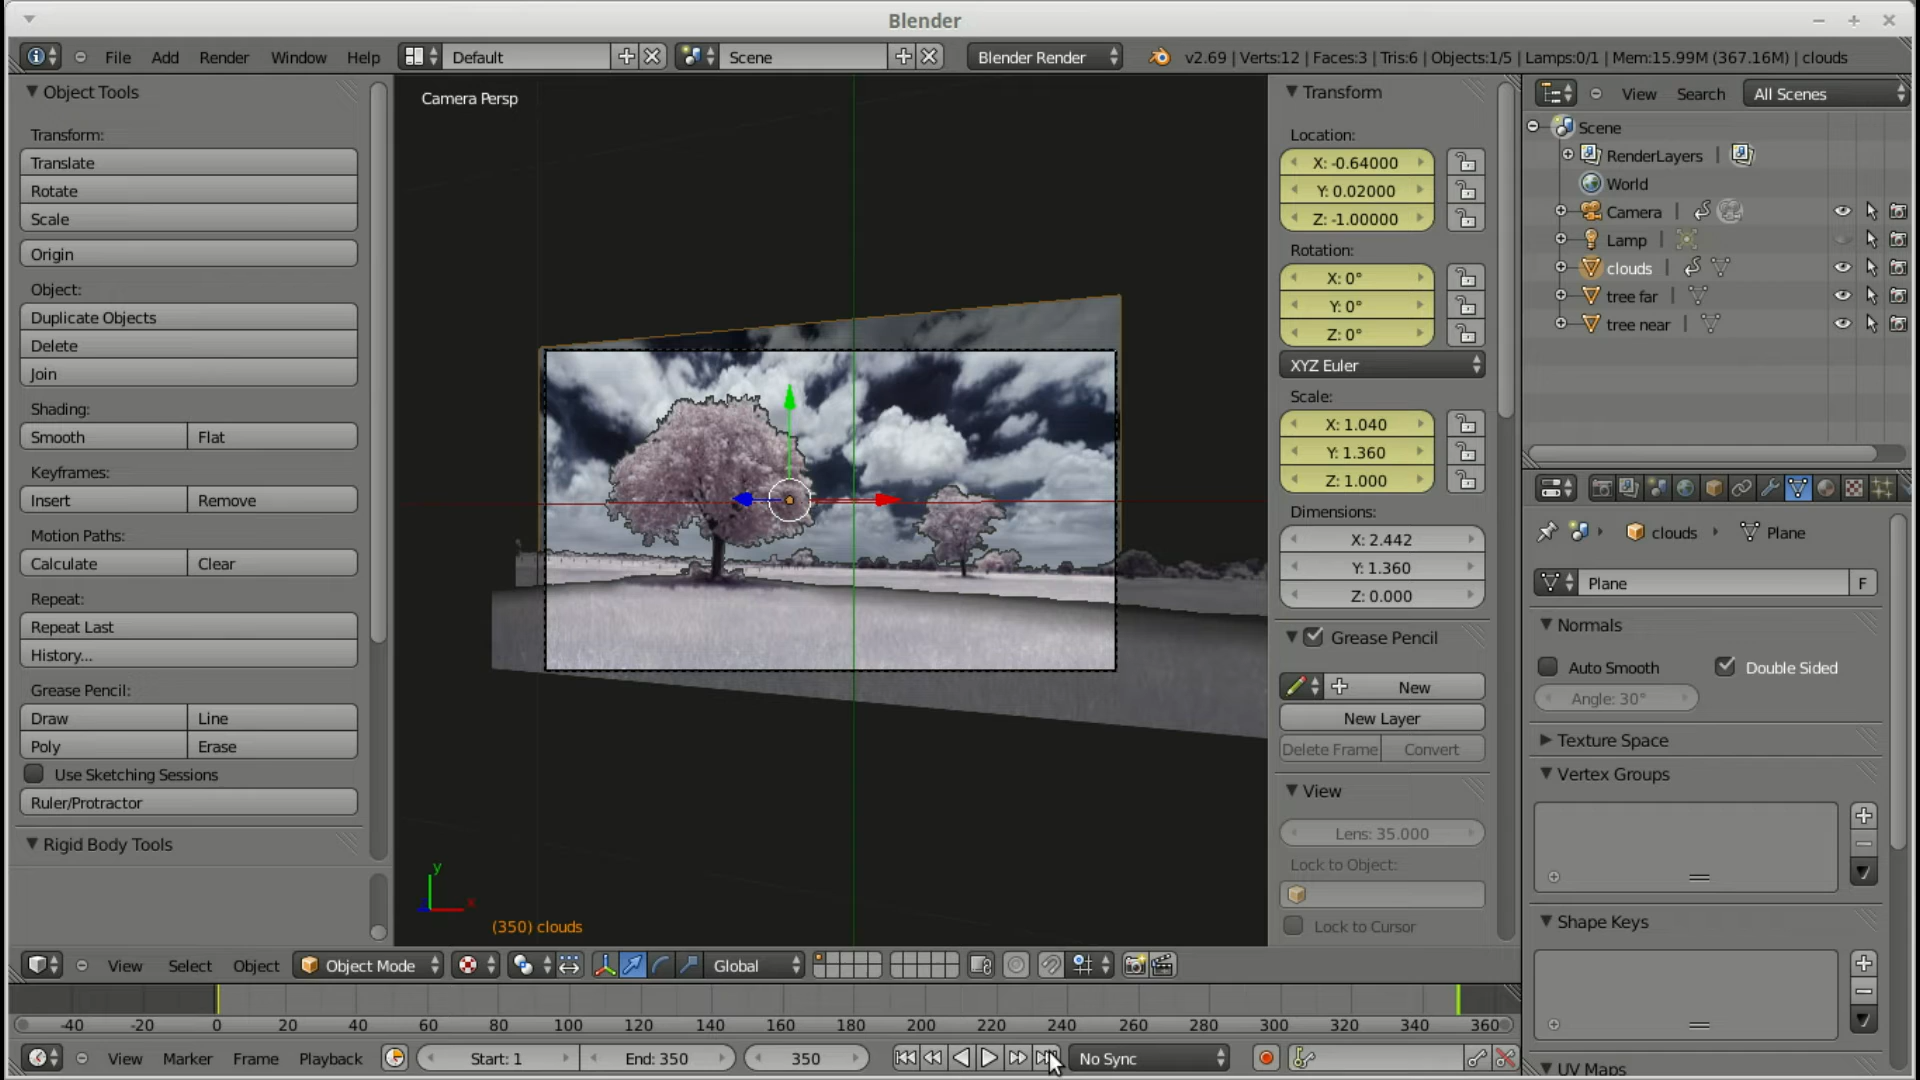 Blender
File Add Render Window Help Default Scene Blender Render v2.69 | Verts:12 | Faces:3 | Tris:6 | Objects:1/5 | Lamps:0/1 | Mem:15.99M (367.16M) | clouds
Object Tools
Transform:
Translate
Rotate
Scale
Origin
Object:
Duplicate Objects
Delete
Join
Shading:
Smooth Flat
Keyframes:
Insert Remove
Motion Paths:
Calculate Clear
Repeat:
Repeat Last
History...
Grease Pencil:
Draw Line
Poly Erase
Use Sketching Sessions
Ruler/Protractor
Rigid Body Tools
Camera Persp
y
x
(350) clouds
Transform
Location:
X: -0.64000
Y: 0.02000
Z: -1.00000
Rotation:
X: 0°
Y: 0°
Z: 0°
XYZ Euler
Scale:
X: 1.040
Y: 1.360
Z: 1.000
Dimensions:
X: 2.442
Y: 1.360
Z: 0.000
Grease Pencil
New
New Layer
Delete Frame Convert
View
Lens: 35.000
Lock to Object:
Lock to Cursor
View Search All Scenes
Scene
RenderLayers |
World
Camera |
Lamp |
clouds |
tree far |
tree near |
clouds Plane
Plane F
Normals
Auto Smooth Double Sided
Angle: 30°
Texture Space
Vertex Groups
Shape Keys
UV Maps
View Select Object Object Mode Global
-40 -20 0 20 40 60 80 100 120 140 160 180 200 220 240 260 280 300 320 340 360
View Marker Frame Playback Start: 1 End: 350 350 No Sync